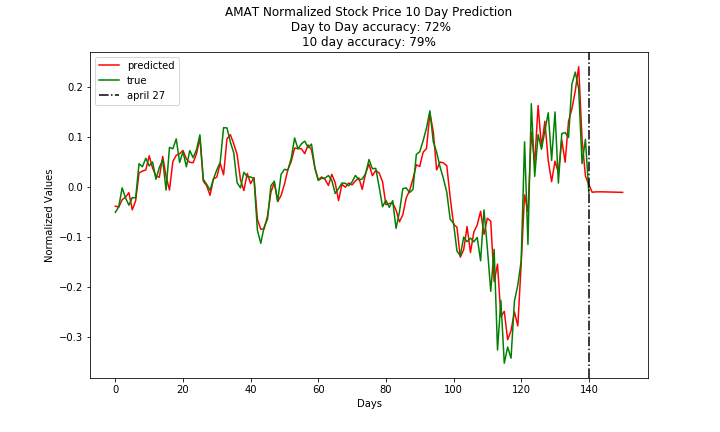 AMAT Normalized Stock Price 10 Day Prediction
Day to Day accuracy: 72%
10 day accuracy: 79%
predicted
true
april 27
Normalized Values
0.2
0.1
0.0
−0.1
−0.2
−0.3
0 20 40 60 80 100 120 140
Days